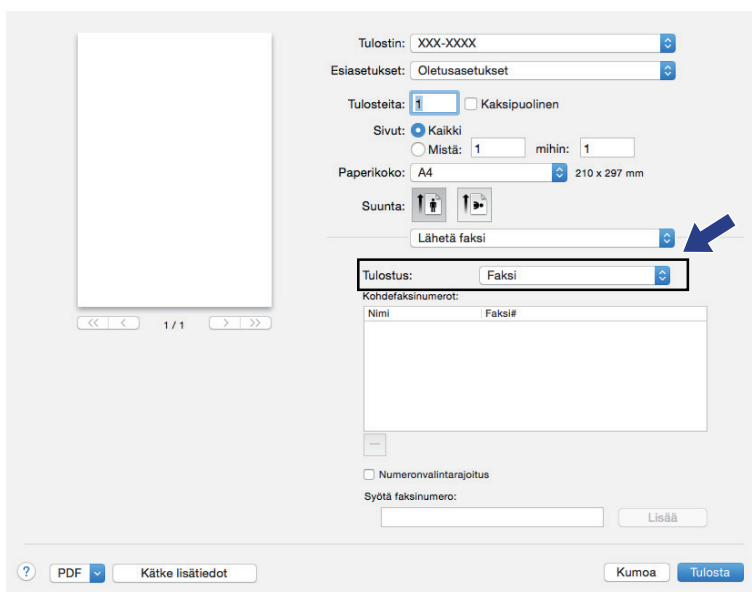 Tulostin: XXX-XXXX
Esiasetukset: Oletusasetukset
Tulosteita: 1 Kaksipuolinen
Sivut: Kaikki
Mistä: 1 mihin: 1
Paperikoko: A4 210 x 297 mm
Suunta:
Lähetä faksi
Tulostus: Faksi
Kohdefaksinumerot:
Nimi Faksi#
<< < 1 / 1 > >>
Numeronvalintarajoitus
Syötä faksinumero:
Lisää
? PDF Kätke lisätiedot Kumoa Tulosta